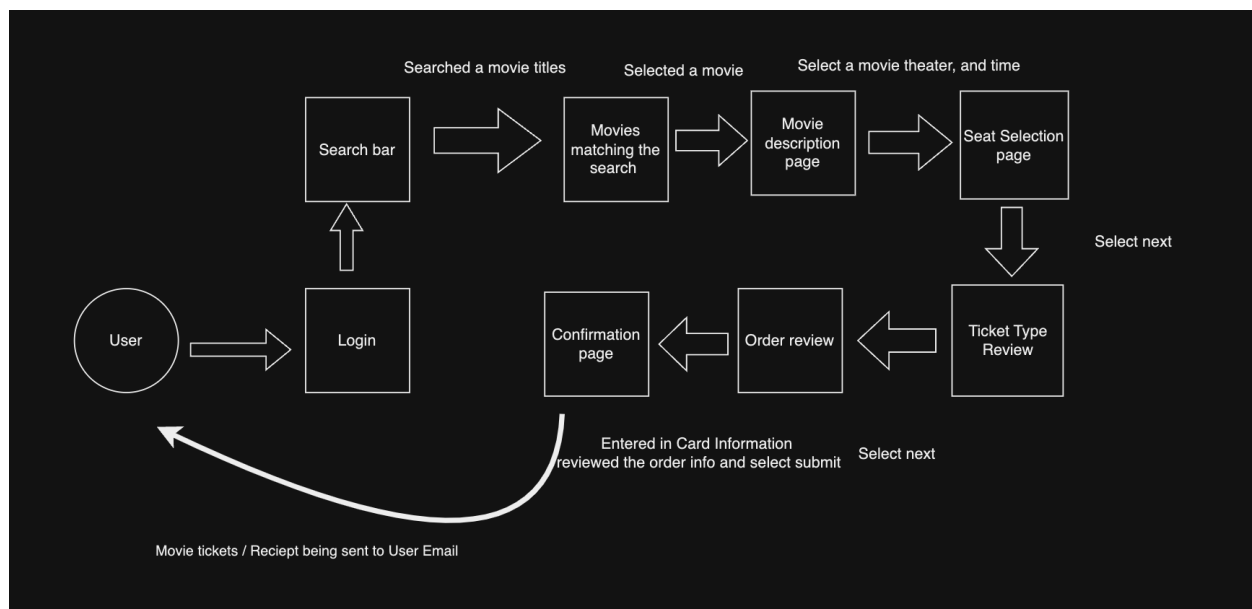 Searched a movie titles
Selected a movie
Select a movie theater, and time
Search bar
Movies
matching the
search
Movie
description
page
Seat Selection
page
Select next
User
Login
Confirmation
page
Order review
Ticket Type
Review
Entered in Card Information
reviewed the order info and select submit
Select next
Movie tickets / Reciept being sent to User Email